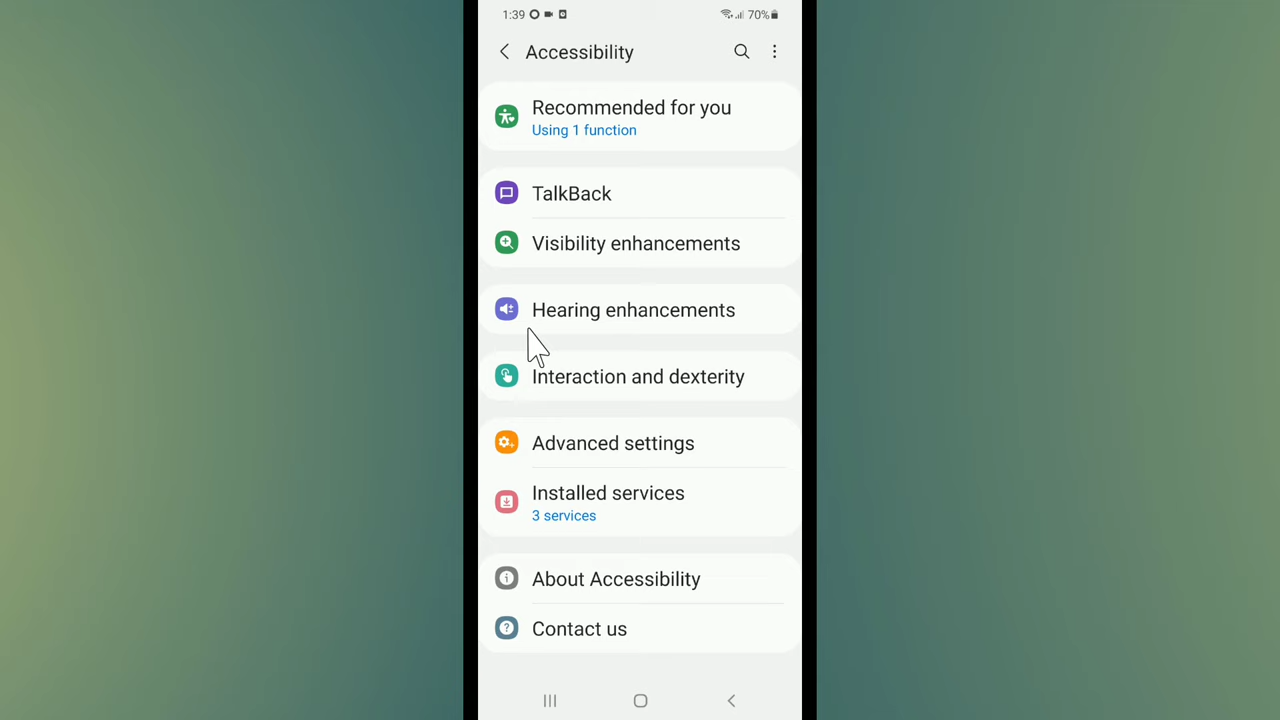 1:39 70%
Accessibility
Recommended for you
Using 1 function
TalkBack
Visibility enhancements
Hearing enhancements
Interaction and dexterity
Advanced settings
Installed services
3 services
About Accessibility
Contact us